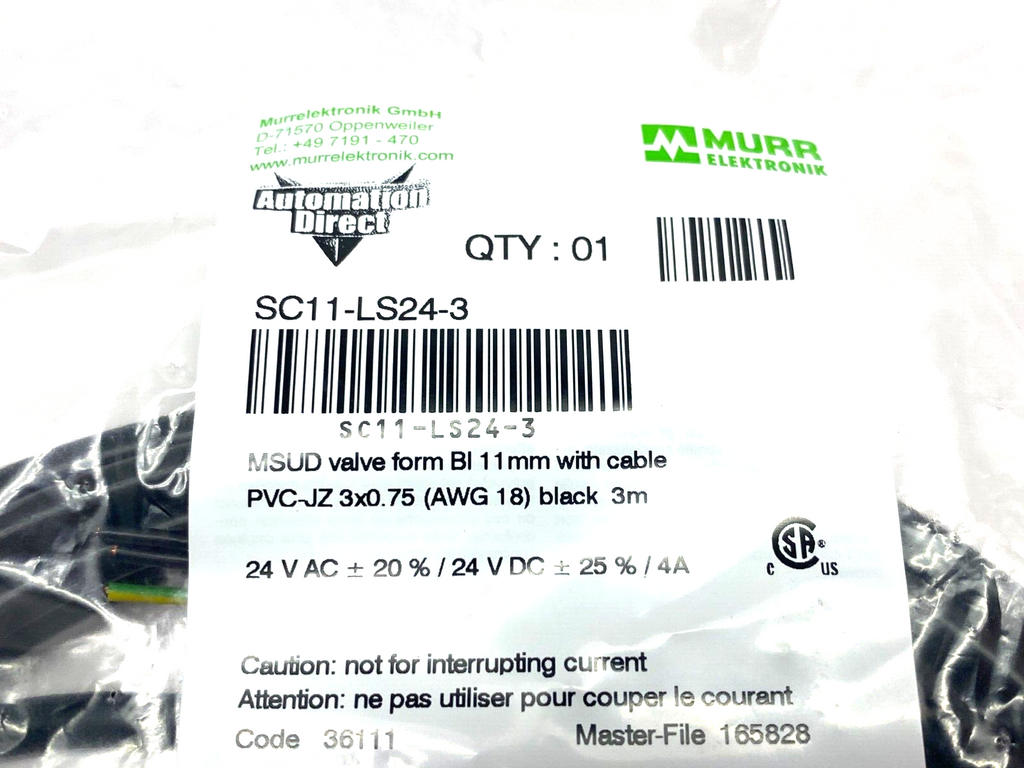 Murrelektronik GmbH
D-71570 Oppenweiler
Tel.: +49 7191 - 470
www.murrelektronik.com
MURR
ELEKTRONIK
Automation
Direct
QTY : 01
SC11-LS24-3
SC11-LS24-3
MSUD valve form BI 11mm with cable
PVC-JZ 3x0.75 (AWG 18) black 3m
24 V AC ± 20 % / 24 V DC ± 25 % / 4A
C SA® US
Caution: not for interrupting current
Attention: ne pas utiliser pour couper le courant
Code 36111 Master-File 165828